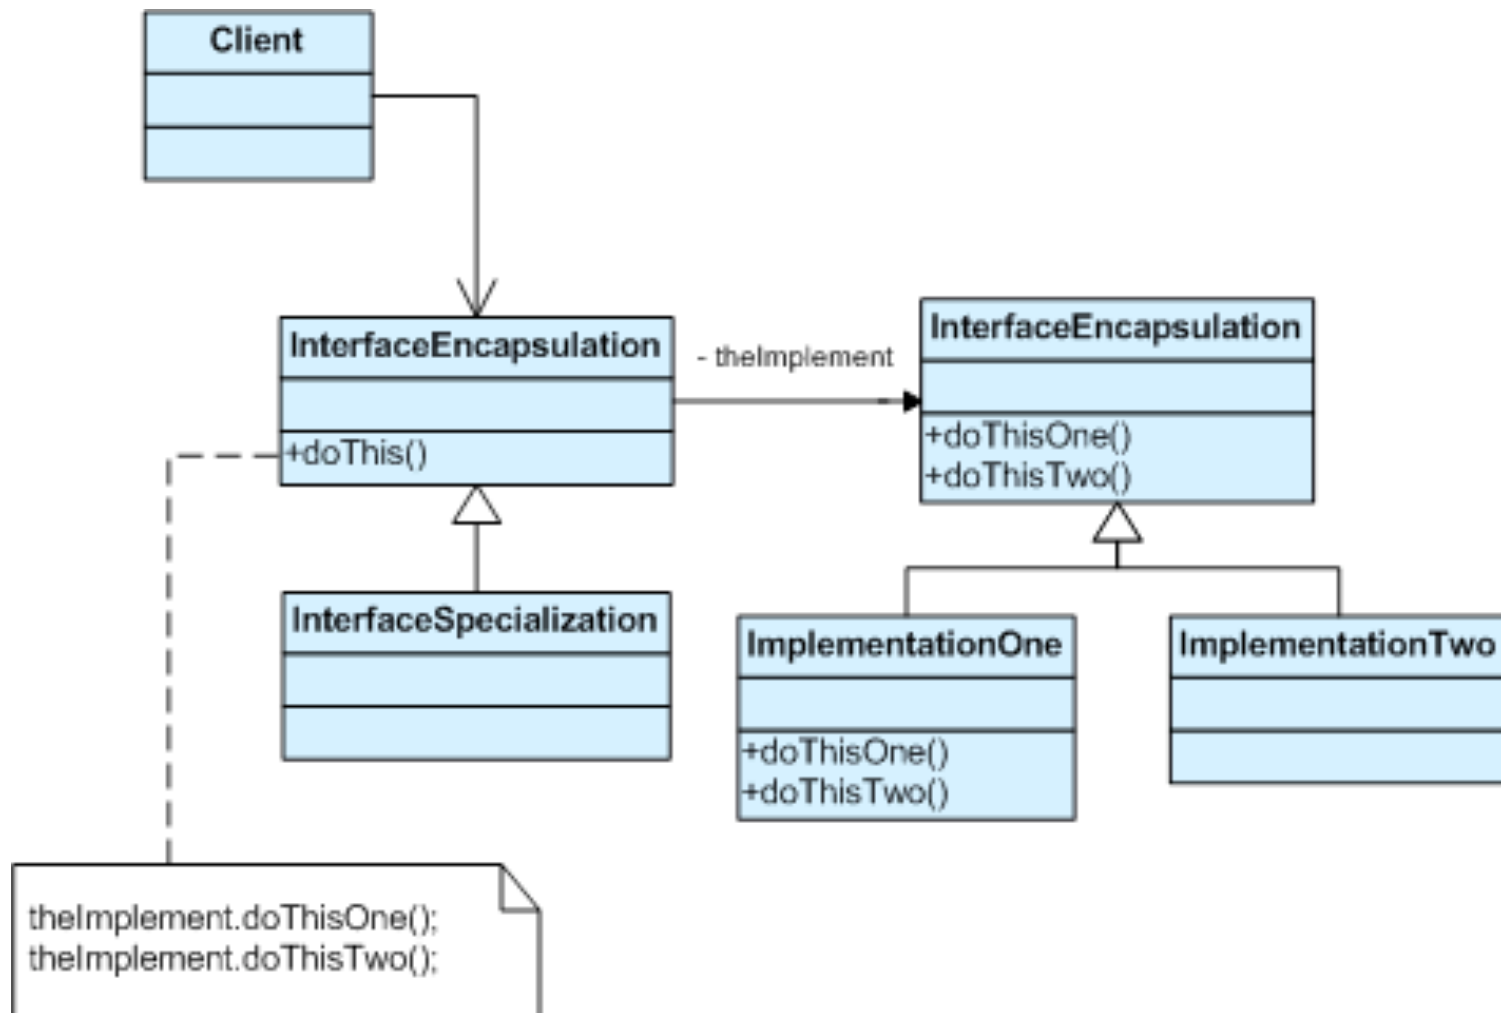 Client
InterfaceEncapsulation
+doThis()
- theImplement
InterfaceEncapsulation
+doThisOne()
+doThisTwo()
InterfaceSpecialization
ImplementationOne
+doThisOne()
+doThisTwo()
ImplementationTwo
theImplement.doThisOne();
theImplement.doThisTwo();